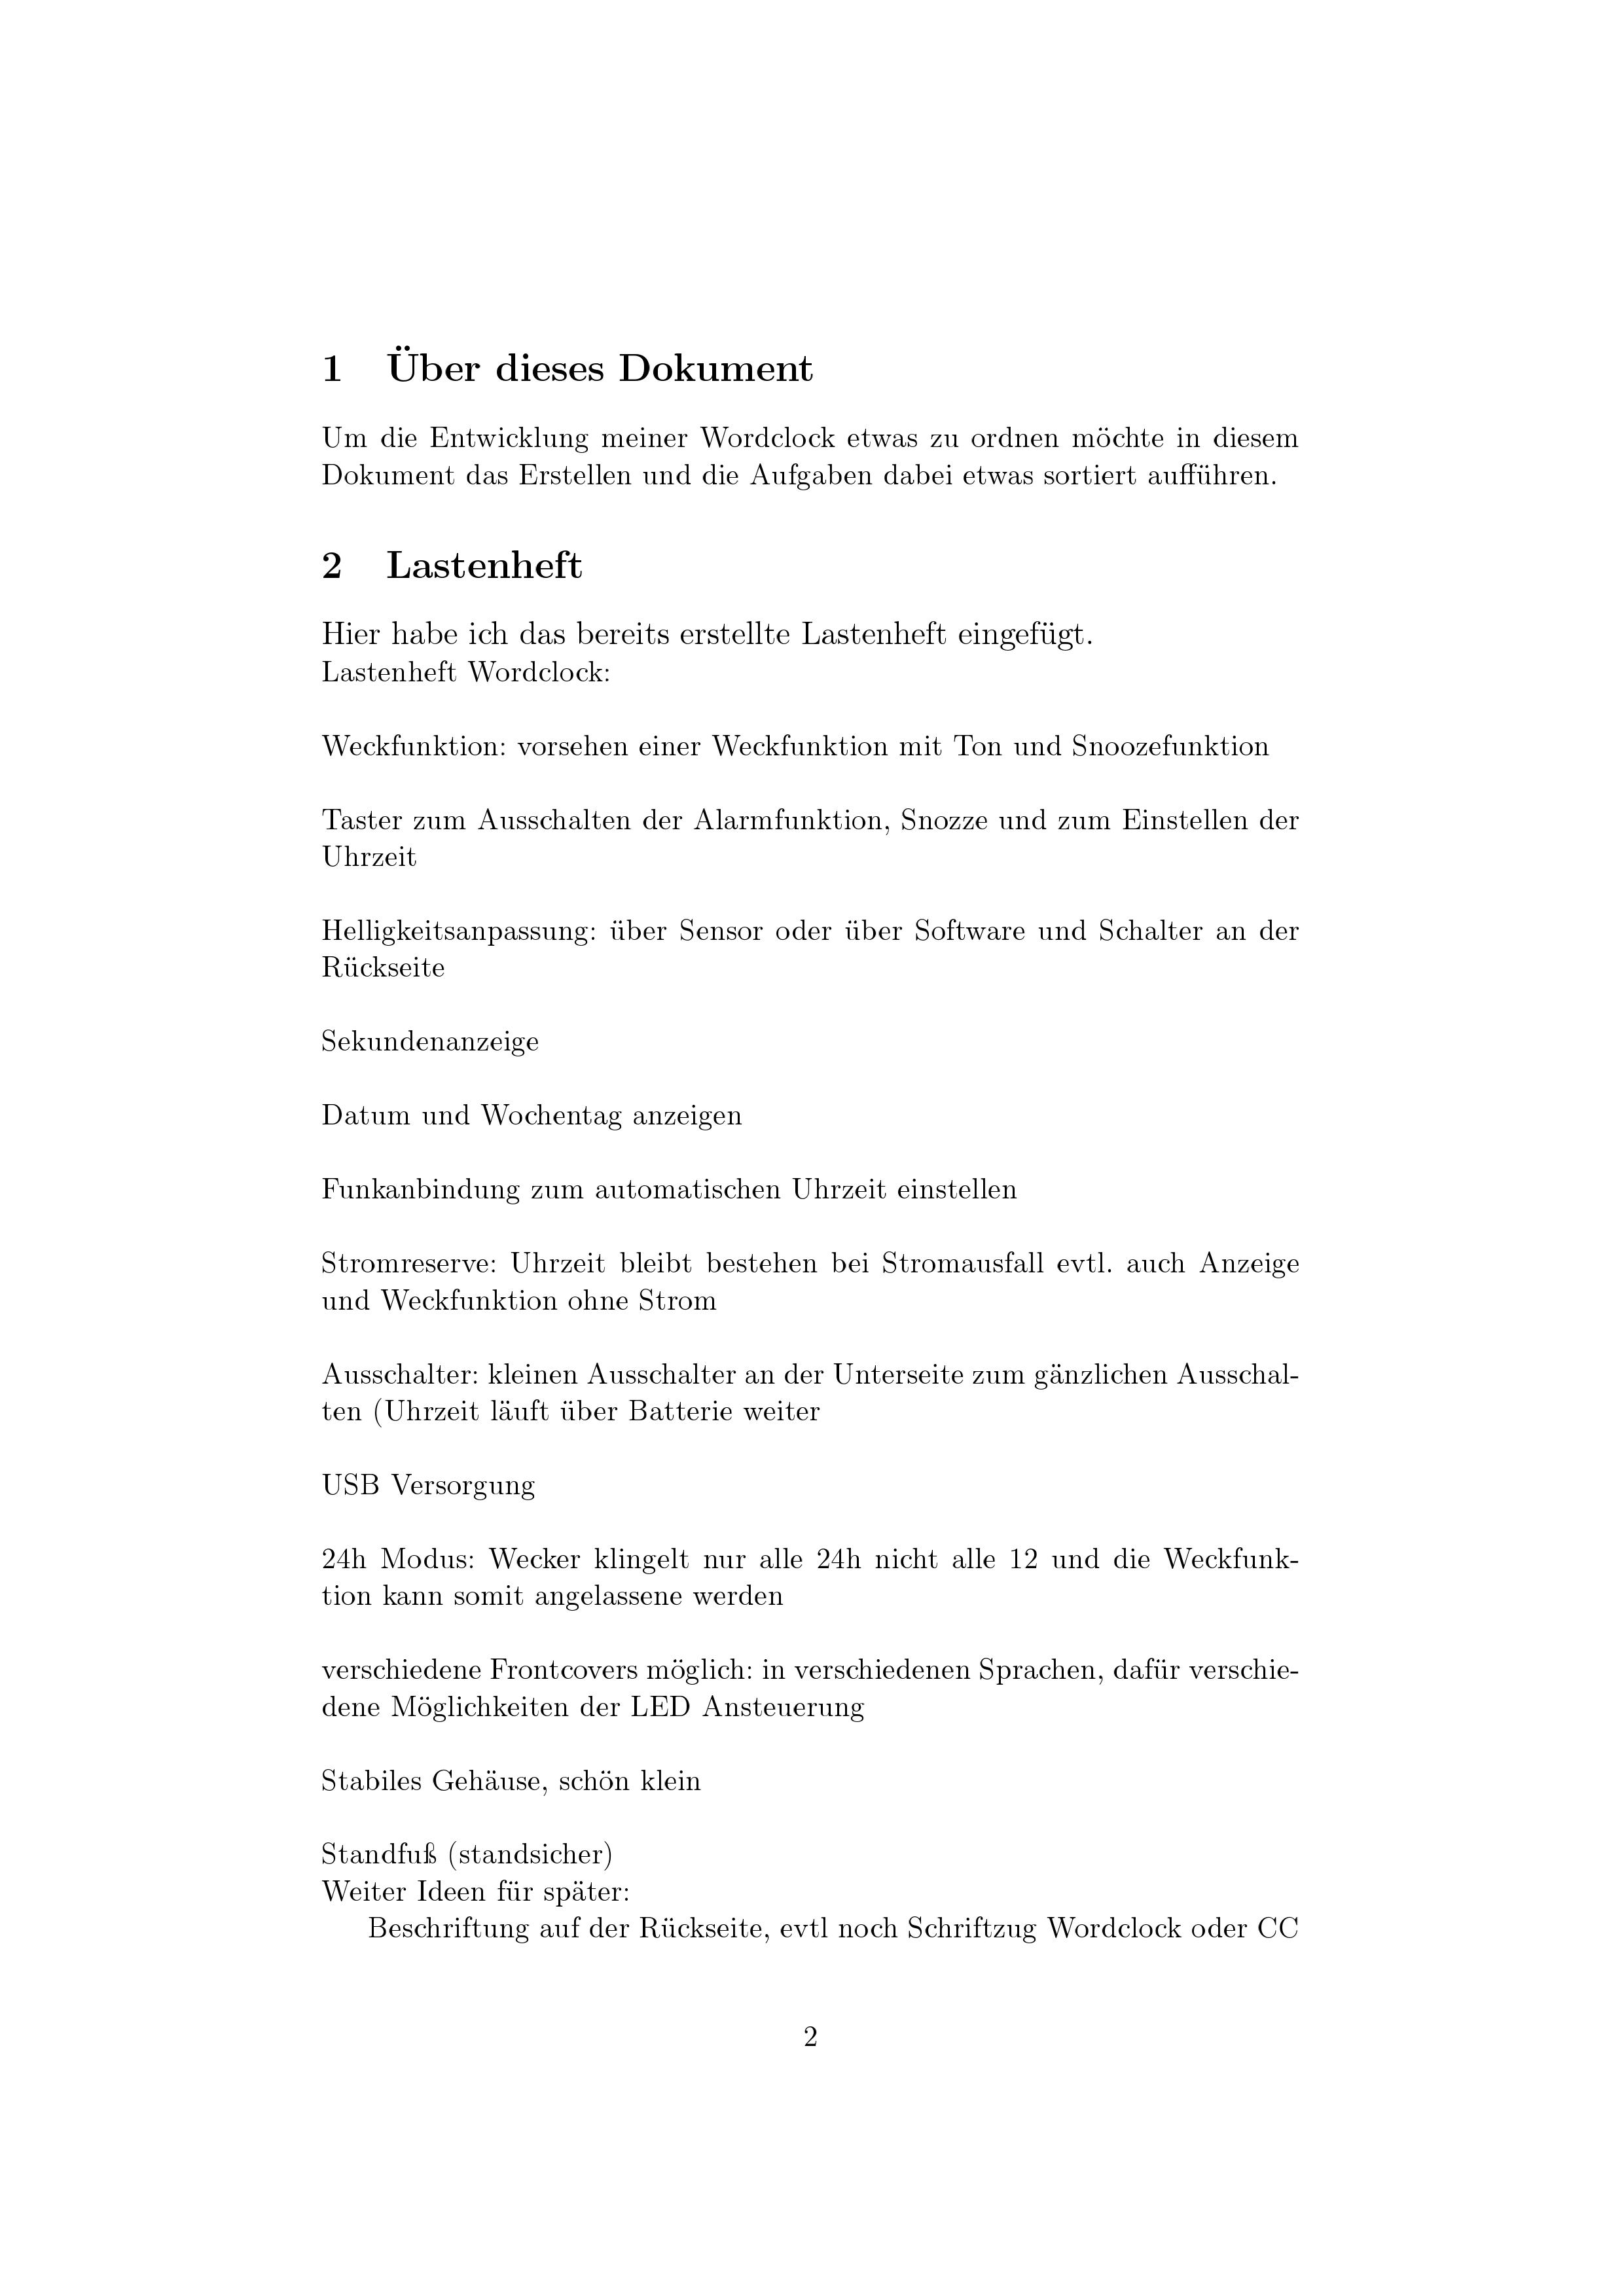 1 Über dieses Dokument
Um die Entwicklung meiner Wordclock etwas zu ordnen möchte in diesem
Dokument das Erstellen und die Aufgaben dabei etwas sortiert aufführen.
2 Lastenheft
Hier habe ich das bereits erstellte Lastenheft eingefügt.
Lastenheft Wordclock:
Weckfunktion: vorsehen einer Weckfunktion mit Ton und Snoozefunktion
Taster zum Ausschalten der Alarmfunktion, Snozze und zum Einstellen der
Uhrzeit
Helligkeitsanpassung: über Sensor oder über Software und Schalter an der
Rückseite
Sekundenanzeige
Datum und Wochentag anzeigen
Funkanbindung zum automatischen Uhrzeit einstellen
Stromreserve: Uhrzeit bleibt bestehen bei Stromausfall evtl. auch Anzeige
und Weckfunktion ohne Strom
Ausschalter: kleinen Ausschalter an der Unterseite zum gänzlichen Ausschal-
ten (Uhrzeit läuft über Batterie weiter
USB Versorgung
24h Modus: Wecker klingelt nur alle 24h nicht alle 12 und die Weckfunk-
tion kann somit angelassene werden
verschiedene Frontcovers möglich: in verschiedenen Sprachen, dafür verschie-
dene Möglichkeiten der LED Ansteuerung
Stabiles Gehäuse, schön klein
Standfuß (standsicher)
Weiter Ideen für später:
Beschriftung auf der Rückseite, evtl noch Schriftzug Wordclock oder CC
2